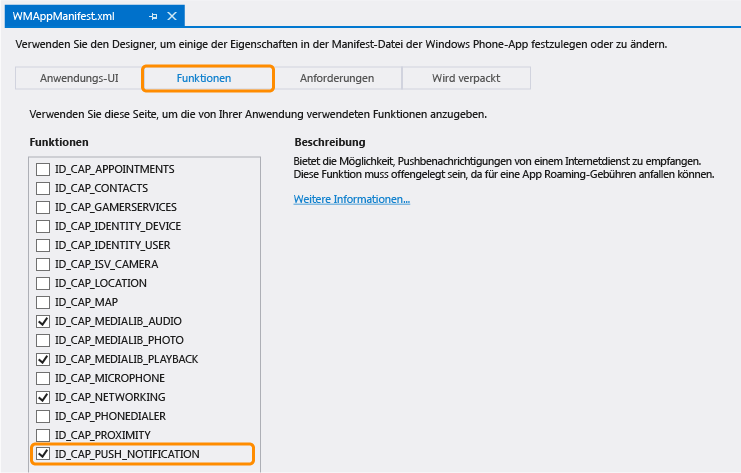 WMAppManifest.xml
Verwenden Sie den Designer, um einige der Eigenschaften in der Manifest-Datei der Windows Phone-App festzulegen oder zu ändern.
Anwendungs-UI Funktionen Anforderungen Wird verpackt
Verwenden Sie diese Seite, um die von Ihrer Anwendung verwendeten Funktionen anzugeben.
Funktionen
ID_CAP_APPOINTMENTS
ID_CAP_CONTACTS
ID_CAP_GAMERSERVICES
ID_CAP_IDENTITY_DEVICE
ID_CAP_IDENTITY_USER
ID_CAP_ISV_CAMERA
ID_CAP_LOCATION
ID_CAP_MAP
ID_CAP_MEDIALIB_AUDIO
ID_CAP_MEDIALIB_PHOTO
ID_CAP_MEDIALIB_PLAYBACK
ID_CAP_MICROPHONE
ID_CAP_NETWORKING
ID_CAP_PHONEDIALER
ID_CAP_PROXIMITY
ID_CAP_PUSH_NOTIFICATION
Beschreibung
Bietet die Möglichkeit, Pushbenachrichtigungen von einem Internetdienst zu empfangen.
Diese Funktion muss offengelegt sein, da für eine App Roaming-Gebühren anfallen können.
Weitere Informationen...